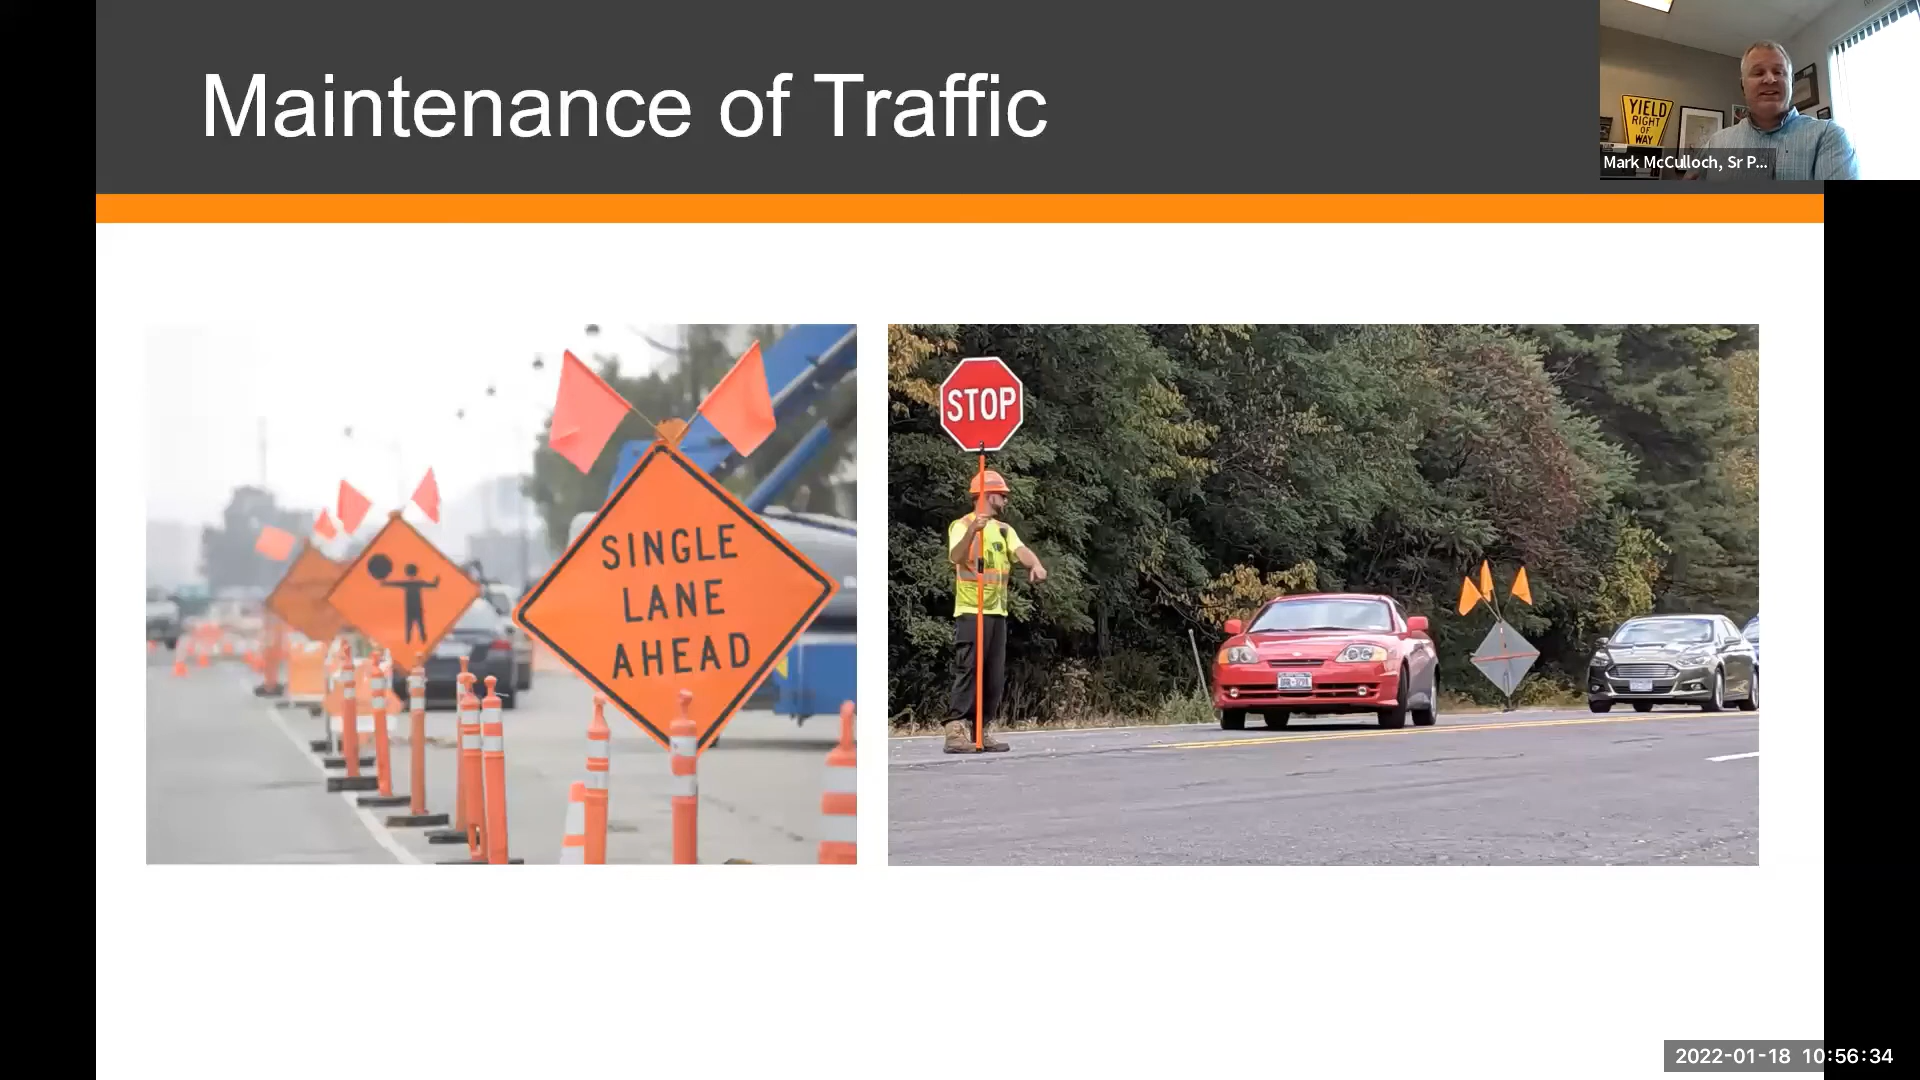 Maintenance of Traffic
YIELD
RIGHT
OF
WAY
Mark McCulloch, Sr P...
SINGLE
LANE
AHEAD
STOP
2022-01-18 10:56:34